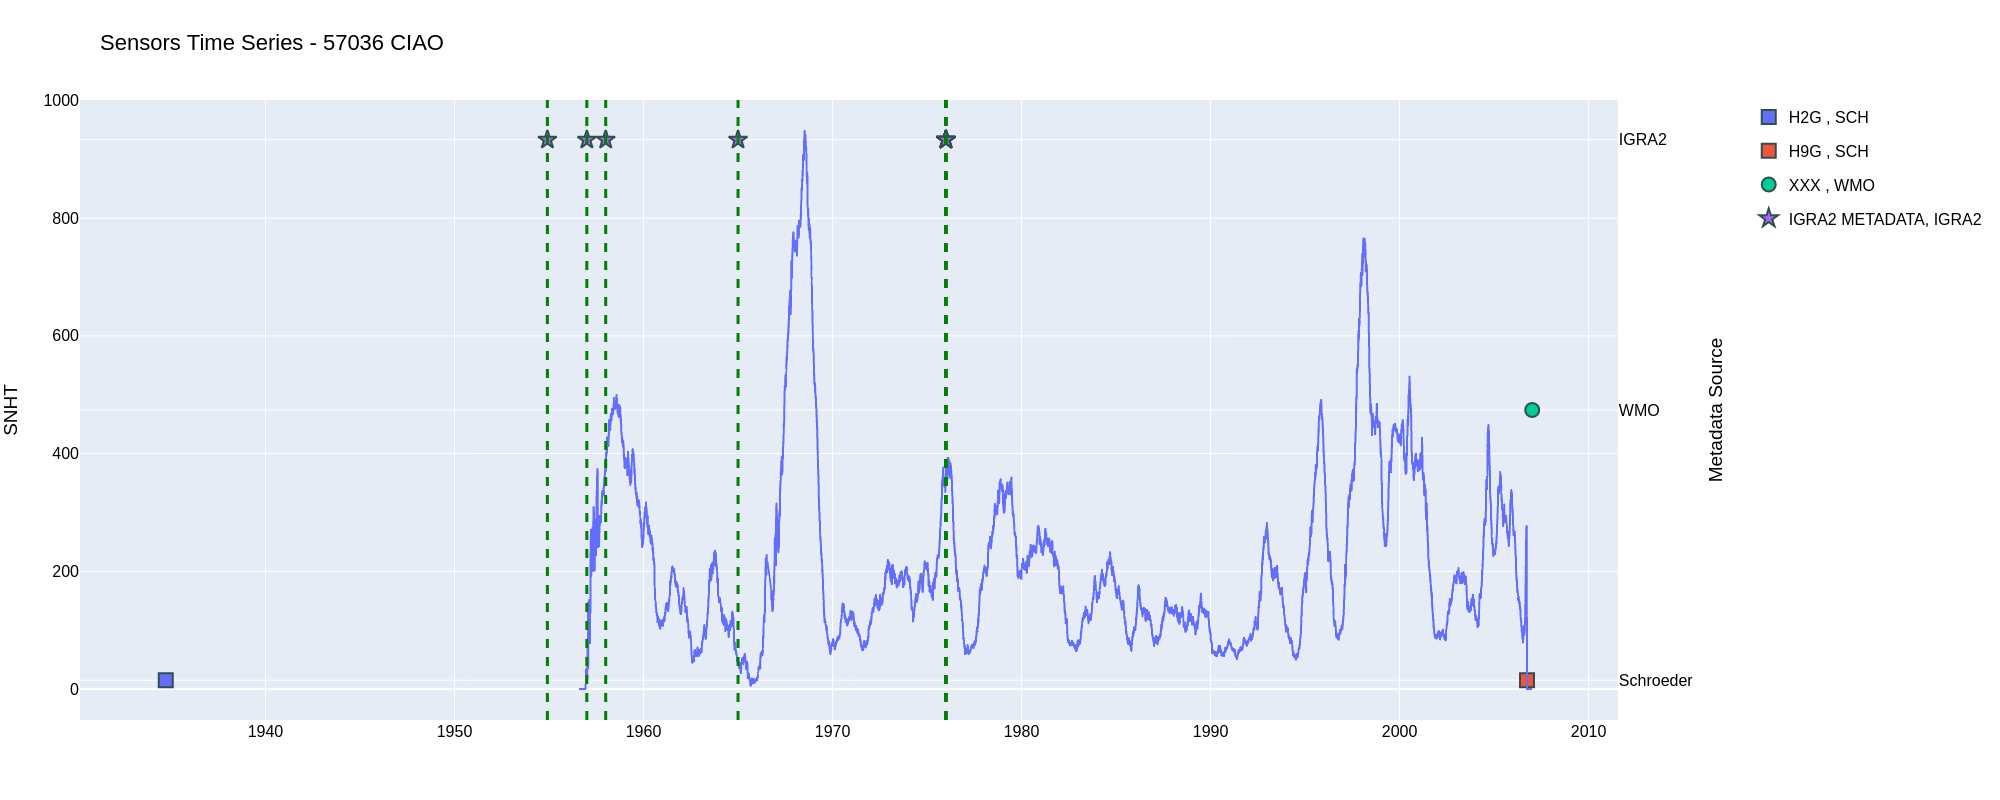 Sensors Time Series - 57036 CIAO
1000
800
600
400
200
0
SNHT
1940
1950
1960
1970
1980
1990
2000
2010
IGRA2
WMO
Schroeder
Metadata Source
H2G , SCH
H9G , SCH
XXX , WMO
IGRA2 METADATA, IGRA2